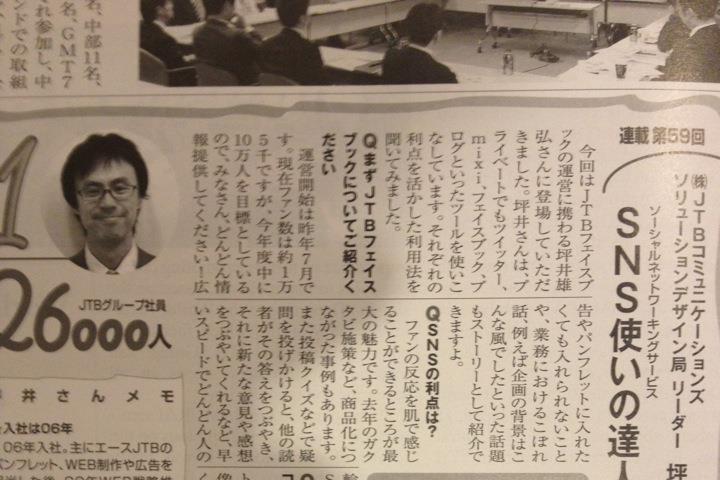 名、中部11名、
名、GMT7
れ参加し、中
ンドでの取組
連載 第59回
㈱JTBコミュニケーションズ
ソリューションデザイン局 リーダー 坪
ソーシャルネットワーキングサービス
SNS使いの達人
今回はJTBフェイスブ
ックの運営に携わる坪井雄
弘さんに登場していただ
きました。坪井さんは、プ
ライベートでもツイッター、
mixi、フェイスブック、ブ
ログといったツールを使いこ
なしています。それぞれの
利点を活かした利用法を
聞いてみました。
QまずJTBフェイス
ブックについてご紹介く
ださい
運営開始は昨年7月で
す。現在ファン数は約1万
5千ですが、今年度中に
10万人を目標としている
ので、みなさん、どんどん情
報提供してください!広
告やパンフレットに入れた
くても入れられないこと
や、業務におけるこぼれ
話、例えば企画の背景はこ
んな風でしたといった話題
もストーリーとして紹介で
きますよ。
QSNSの利点は?
ファンの反応を肌で感じ
ることができるところが最
大の魅力です。去年のガク
タビ施策など、商品化につ
ながった事例もあります。
また投稿クイズなどで疑
問を投げかけると、他の読
者がその答えをつぶやき、
それに新たな意見や感想
をつぶやいてくれるなど、早
いスピードでどんどん人の
1
JTBグループ社員
26000人
井さんメモ
入社は06年
06年入社。主にエースJTBの
パンフレット、WEB制作や広告を